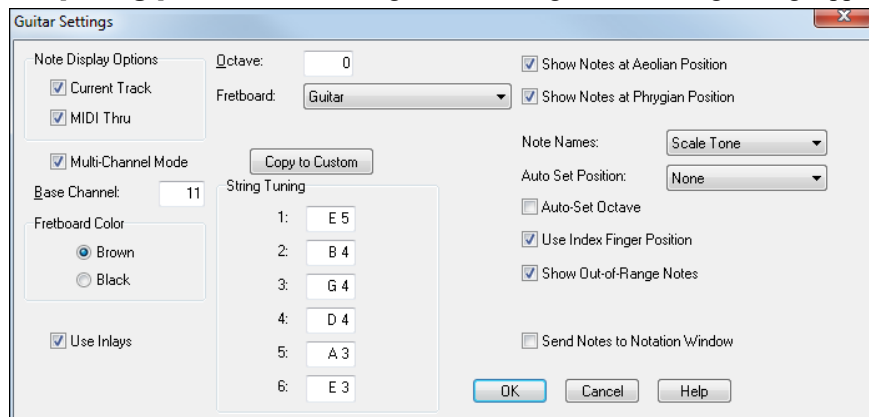 Guitar Settings
Note Display Options
Current Track
MIDI Thru
Multi-Channel Mode
Base Channel: 11
Fretboard Color
Brown
Black
Use Inlays
Octave: 0
Fretboard: Guitar
Copy to Custom
String Tuning
1: E 5
2: B 4
3: G 4
4: D 4
5: A 3
6: E 3
Show Notes at Aeolian Position
Show Notes at Phrygian Position
Note Names: Scale Tone
Auto Set Position: None
Auto-Set Octave
Use Index Finger Position
Show Out-of-Range Notes
Send Notes to Notation Window
OK Cancel Help